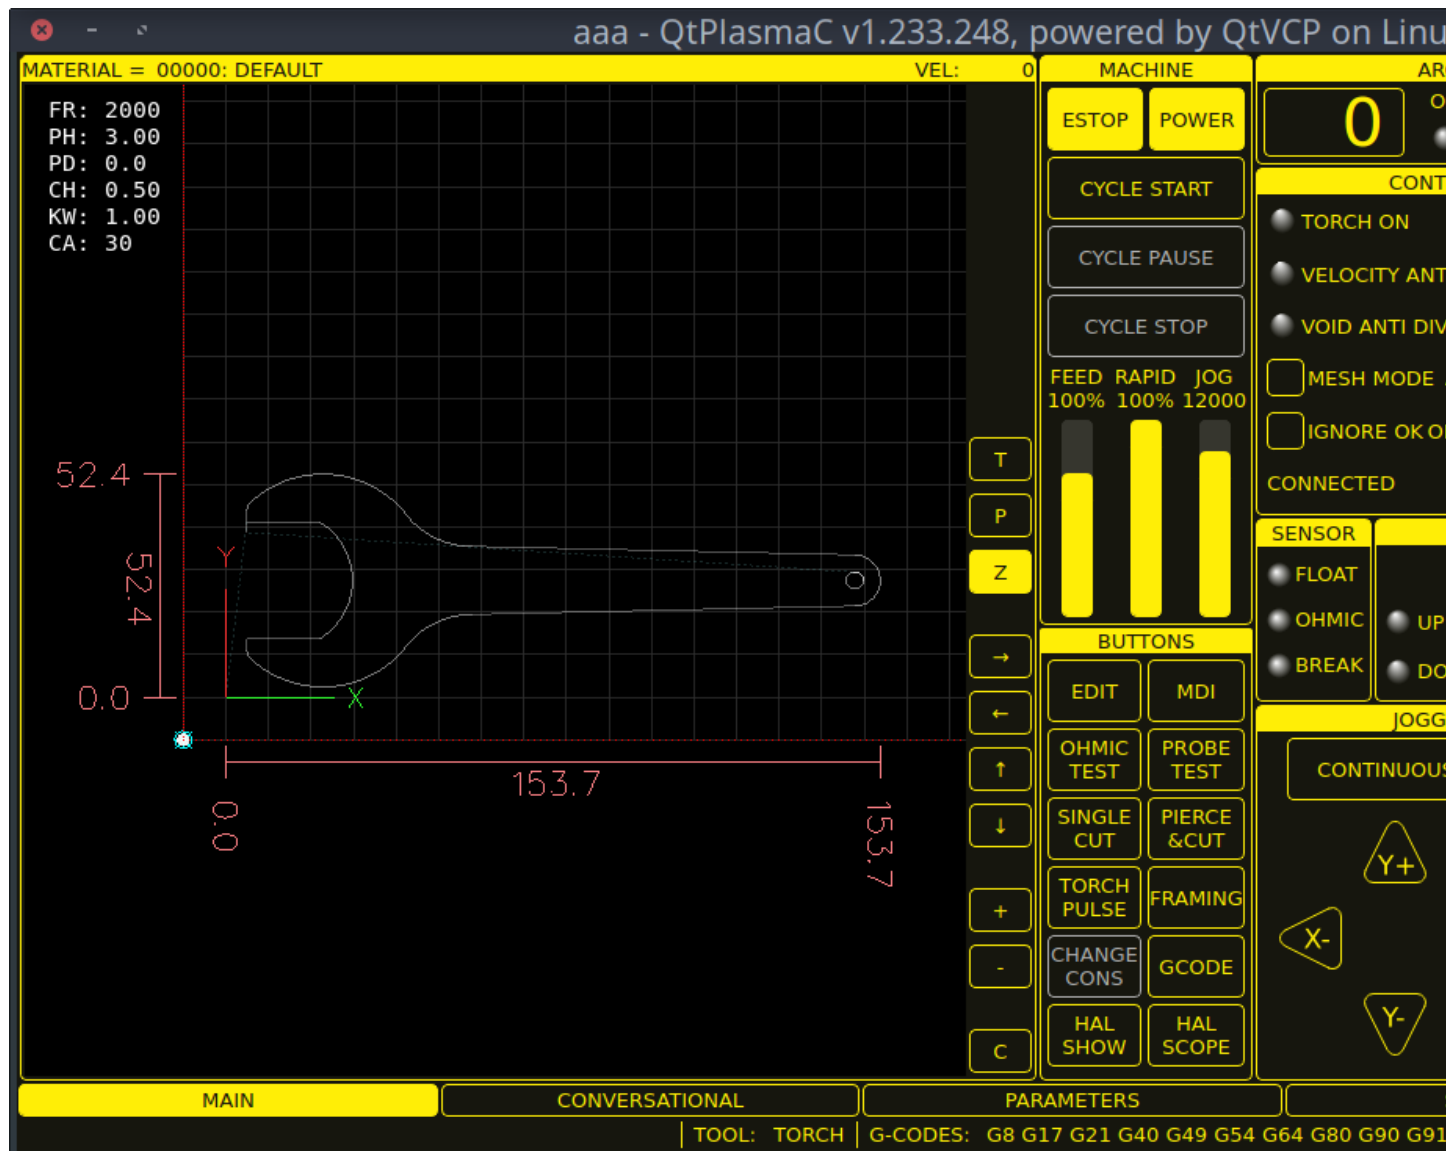 aaa - QtPlasmaC v1.233.248, powered by QtVCP on Linu
MATERIAL = 00000: DEFAULT
VEL: 0
FR: 2000
PH: 3.00
PD: 0.0
CH: 0.50
KW: 1.00
CA: 30
52.4
52.4
0.0
Y
X
153.7
0.0
153.7
T
P
Z
→
←
↑
↓
+
-
C
MACHINE
ESTOP POWER
CYCLE START
CYCLE PAUSE
CYCLE STOP
FEED RAPID JOG
100% 100% 12000
BUTTONS
EDIT
MDI
OHMIC
TEST
PROBE
TEST
SINGLE
CUT
PIERCE
&CUT
TORCH
PULSE
FRAMING
CHANGE
CONS
GCODE
HAL
SHOW
HAL
SCOPE
AR
0
O
CONT
TORCH ON
VELOCITY ANT
VOID ANTI DIV
MESH MODE
IGNORE OK O
CONNECTED
SENSOR
FLOAT
OHMIC
BREAK
UP
DO
JOGG
CONTINUOUS
Y+
X-
Y-
MAIN
CONVERSATIONAL
PARAMETERS
TOOL: TORCH
G-CODES: G8 G17 G21 G40 G49 G54 G64 G80 G90 G91